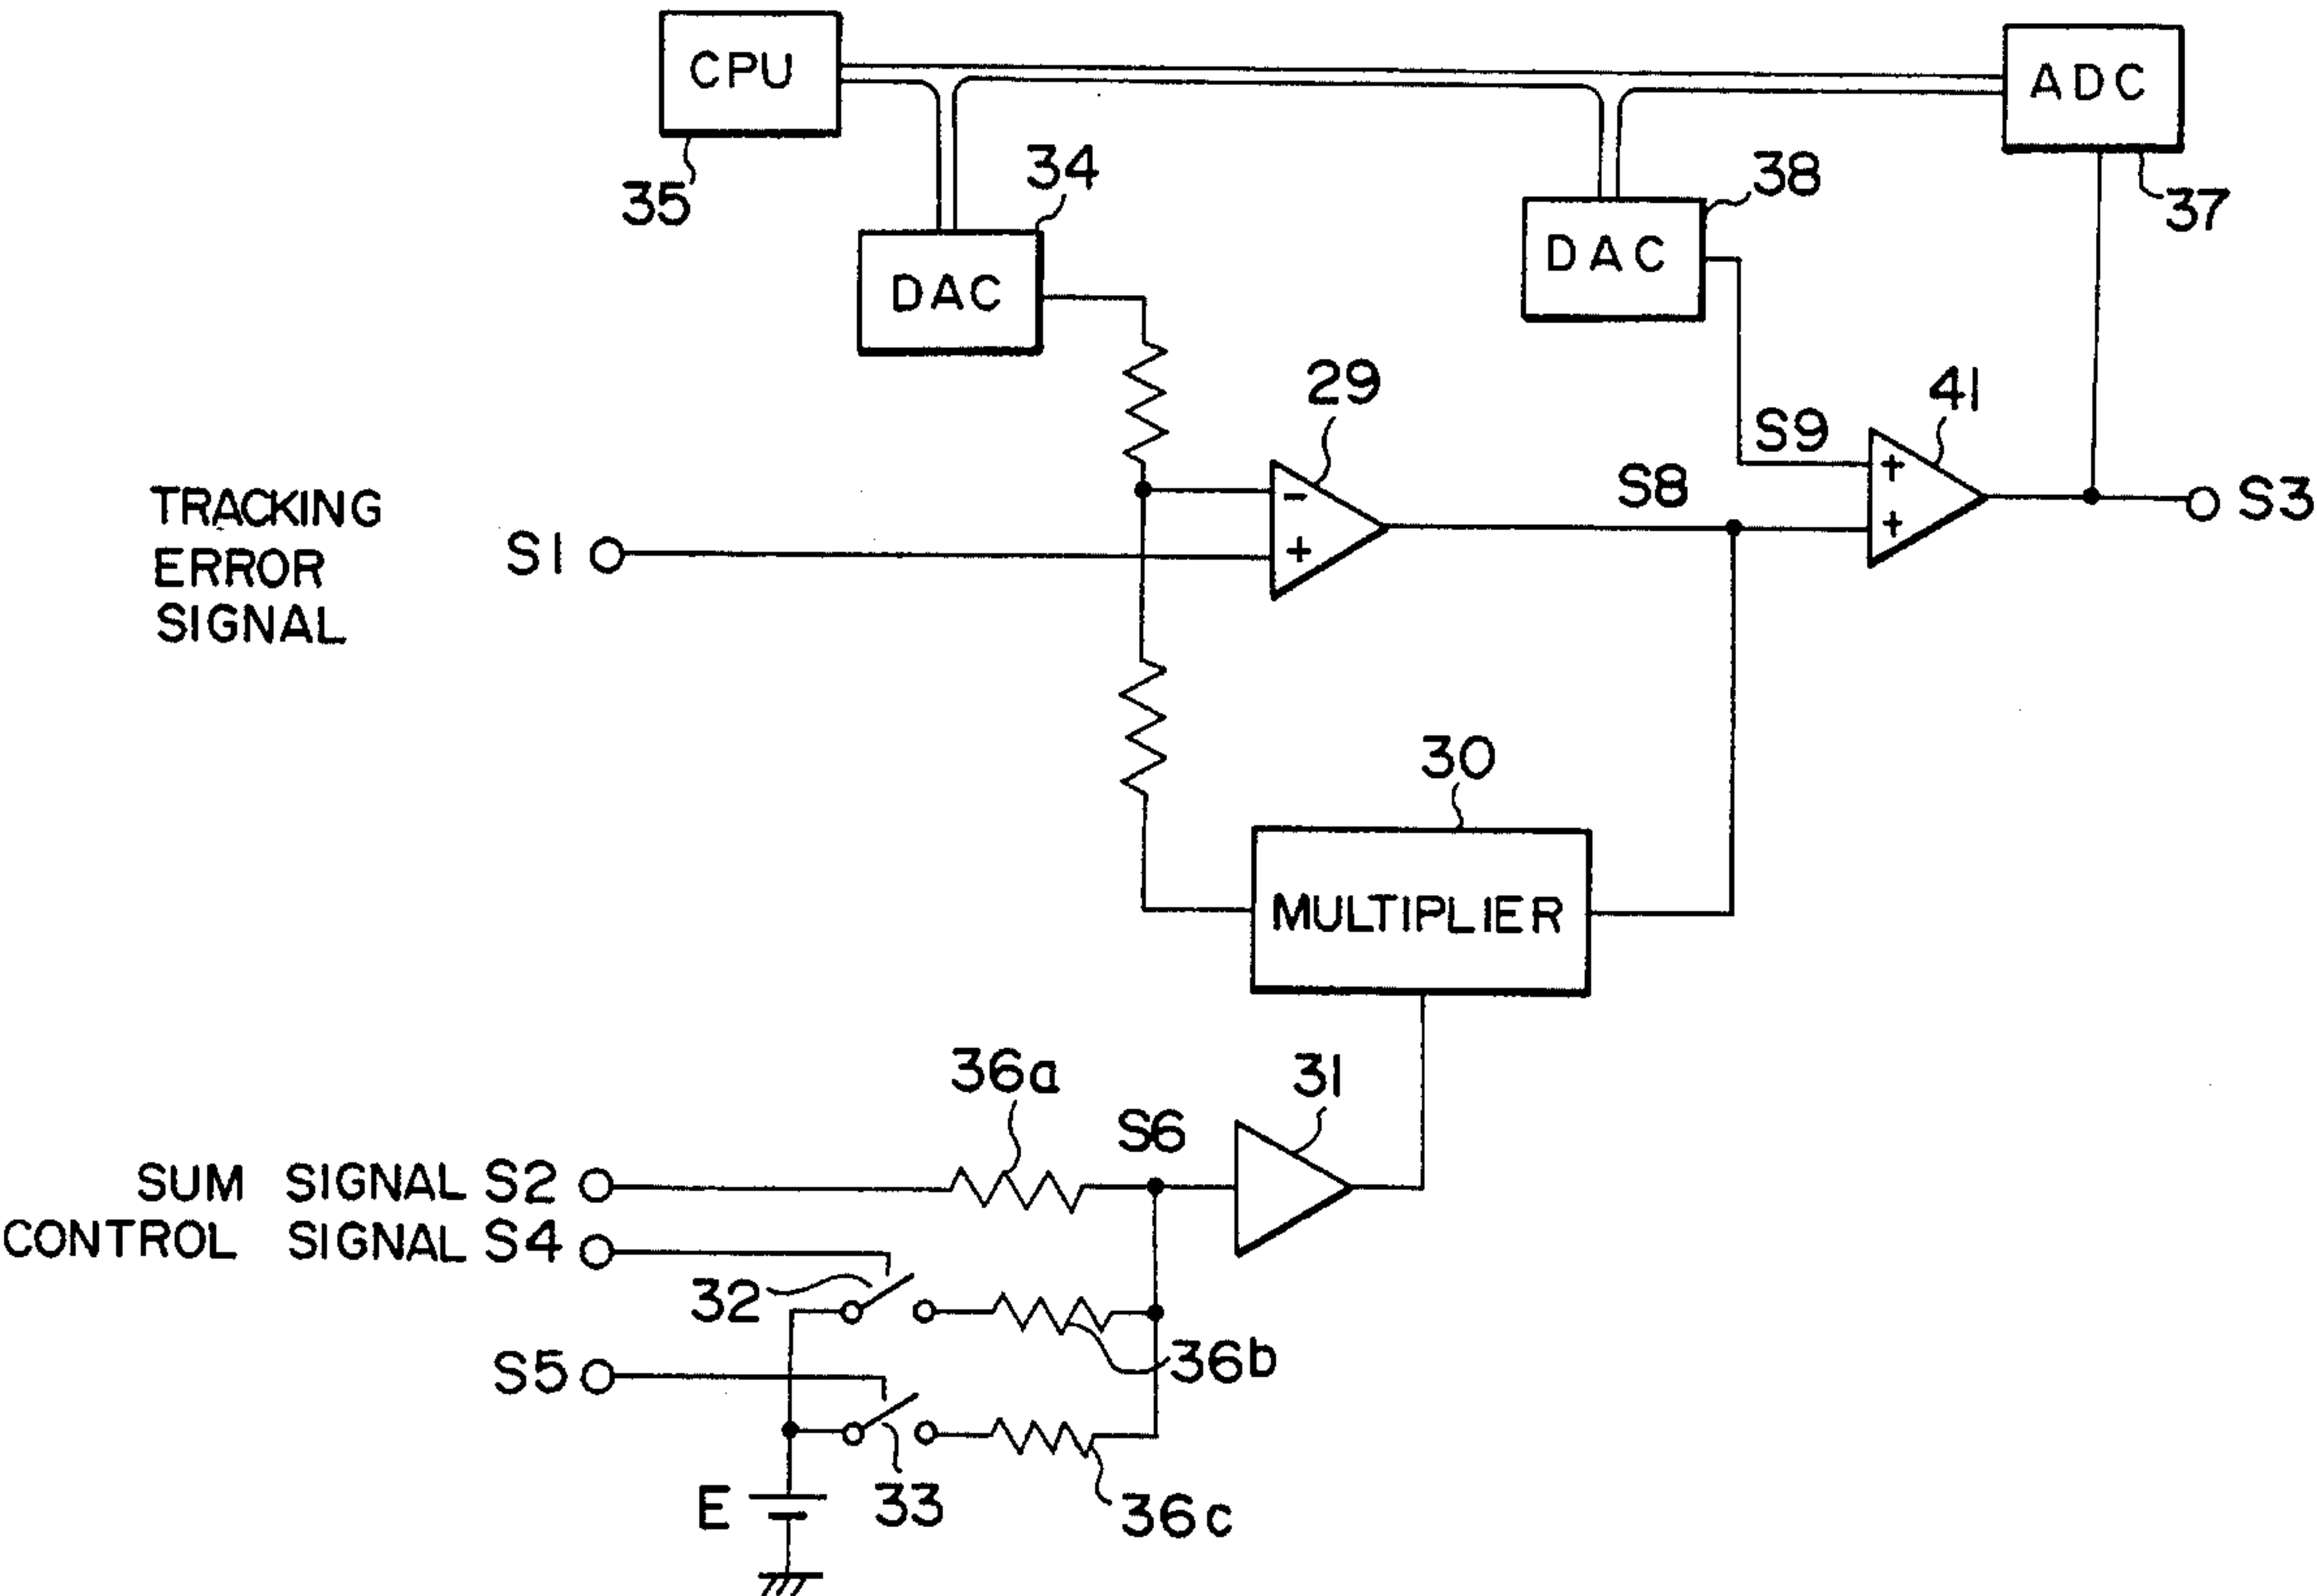 CPU
ADC
35
34
38
37
DAC
DAC
29
41
S9
S8
S3
TRACKING
ERROR
SIGNAL
S1
-
+
+
+
30
MULTIPLIER
36a
S6
31
SUM SIGNAL S2
CONTROL SIGNAL S4
32
36b
S5
33
E
36c